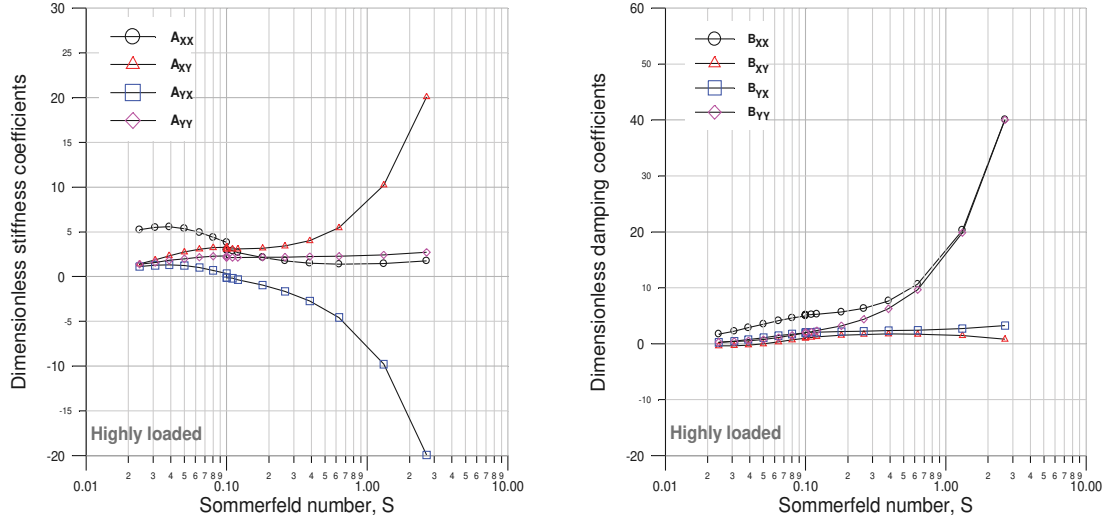 30
25
20
15
10
5
0
-5
-10
-15
-20
Dimensionless stiffness coefficients
A_XX
A_XY
A_YX
A_YY
Highly loaded
0.01 2 3 4 5 6 7 8 9 0.10 2 3 4 5 6 7 8 9 1.00 2 3 4 5 6 7 8 9 10.00
Sommerfeld number, S
60
50
40
30
20
10
0
-10
-20
Dimensionless damping coefficients
B_XX
B_XY
B_YX
B_YY
Highly loaded
0.01 2 3 4 5 6 7 8 9 0.10 2 3 4 5 6 7 8 9 1.00 2 3 4 5 6 7 8 9 10.00
Sommerfeld number, S